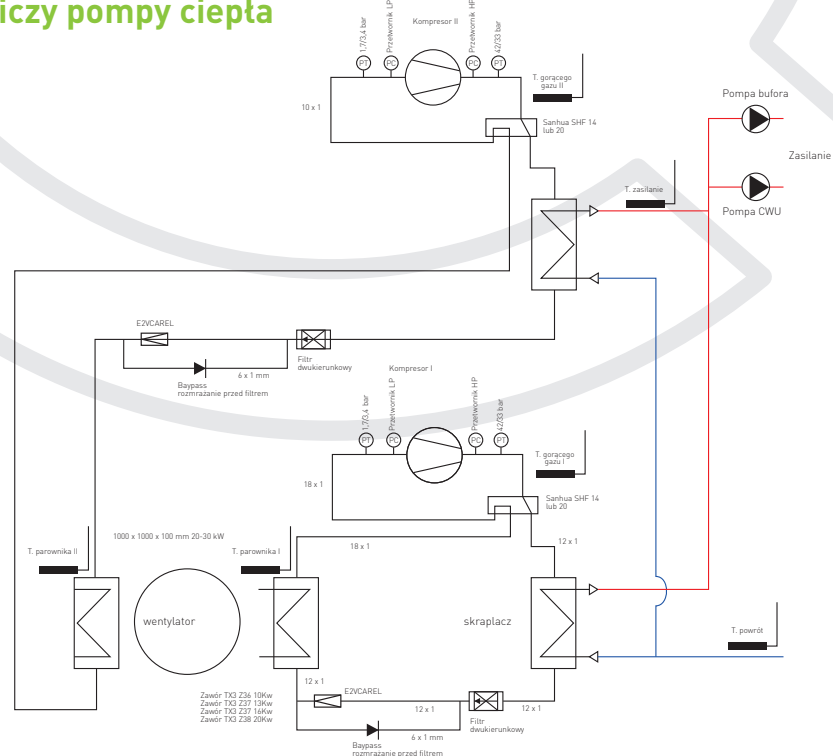 iczy pompy ciepła
Kompresor II
1,7/3,4 bar
Przetwornik LP
Przetwornik HP
42/33 bar
PT
PC
PC
PT
T. gorącego
gazu II
10 x 1
Sanhua SHF 14
lub 20
Pompa bufora
Zasilanie
T. zasilanie
Pompa CWU
E2VCAREL
6 x 1 mm
Baypass
rozmrażanie przed filtrem
Filtr
dwukierunkowy
Kompresor I
1,7/3,4 bar
Przetwornik LP
Przetwornik HP
42/33 bar
PT
PC
PC
PT
T. gorącego
gazu I
18 x 1
Sanhua SHF 14
lub 20
1000 x 1000 x 100 mm 20-30 kW
T. parownika II
T. parownika I
18 x 1
12 x 1
wentylator
skraplacz
T. powrót
12 x 1
Zawór TX3 Z36 10Kw
Zawór TX3 Z37 13Kw
Zawór TX3 Z37 16Kw
Zawór TX3 Z38 20Kw
E2VCAREL
12 x 1
12 x 1
Filtr
dwukierunkowy
6 x 1 mm
Baypass
rozmrażanie przed filtrem